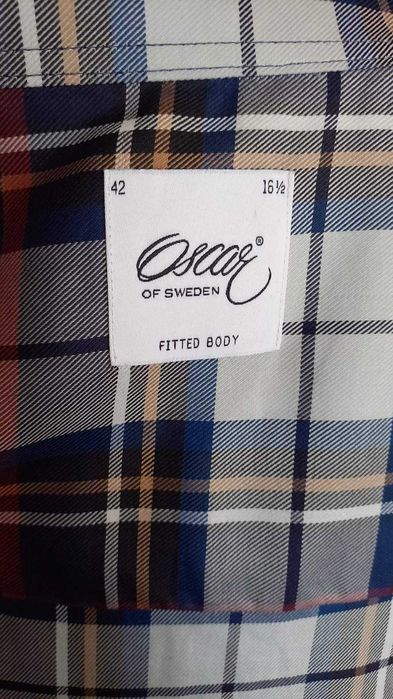 42 16½
Oscar®
OF SWEDEN
FITTED BODY